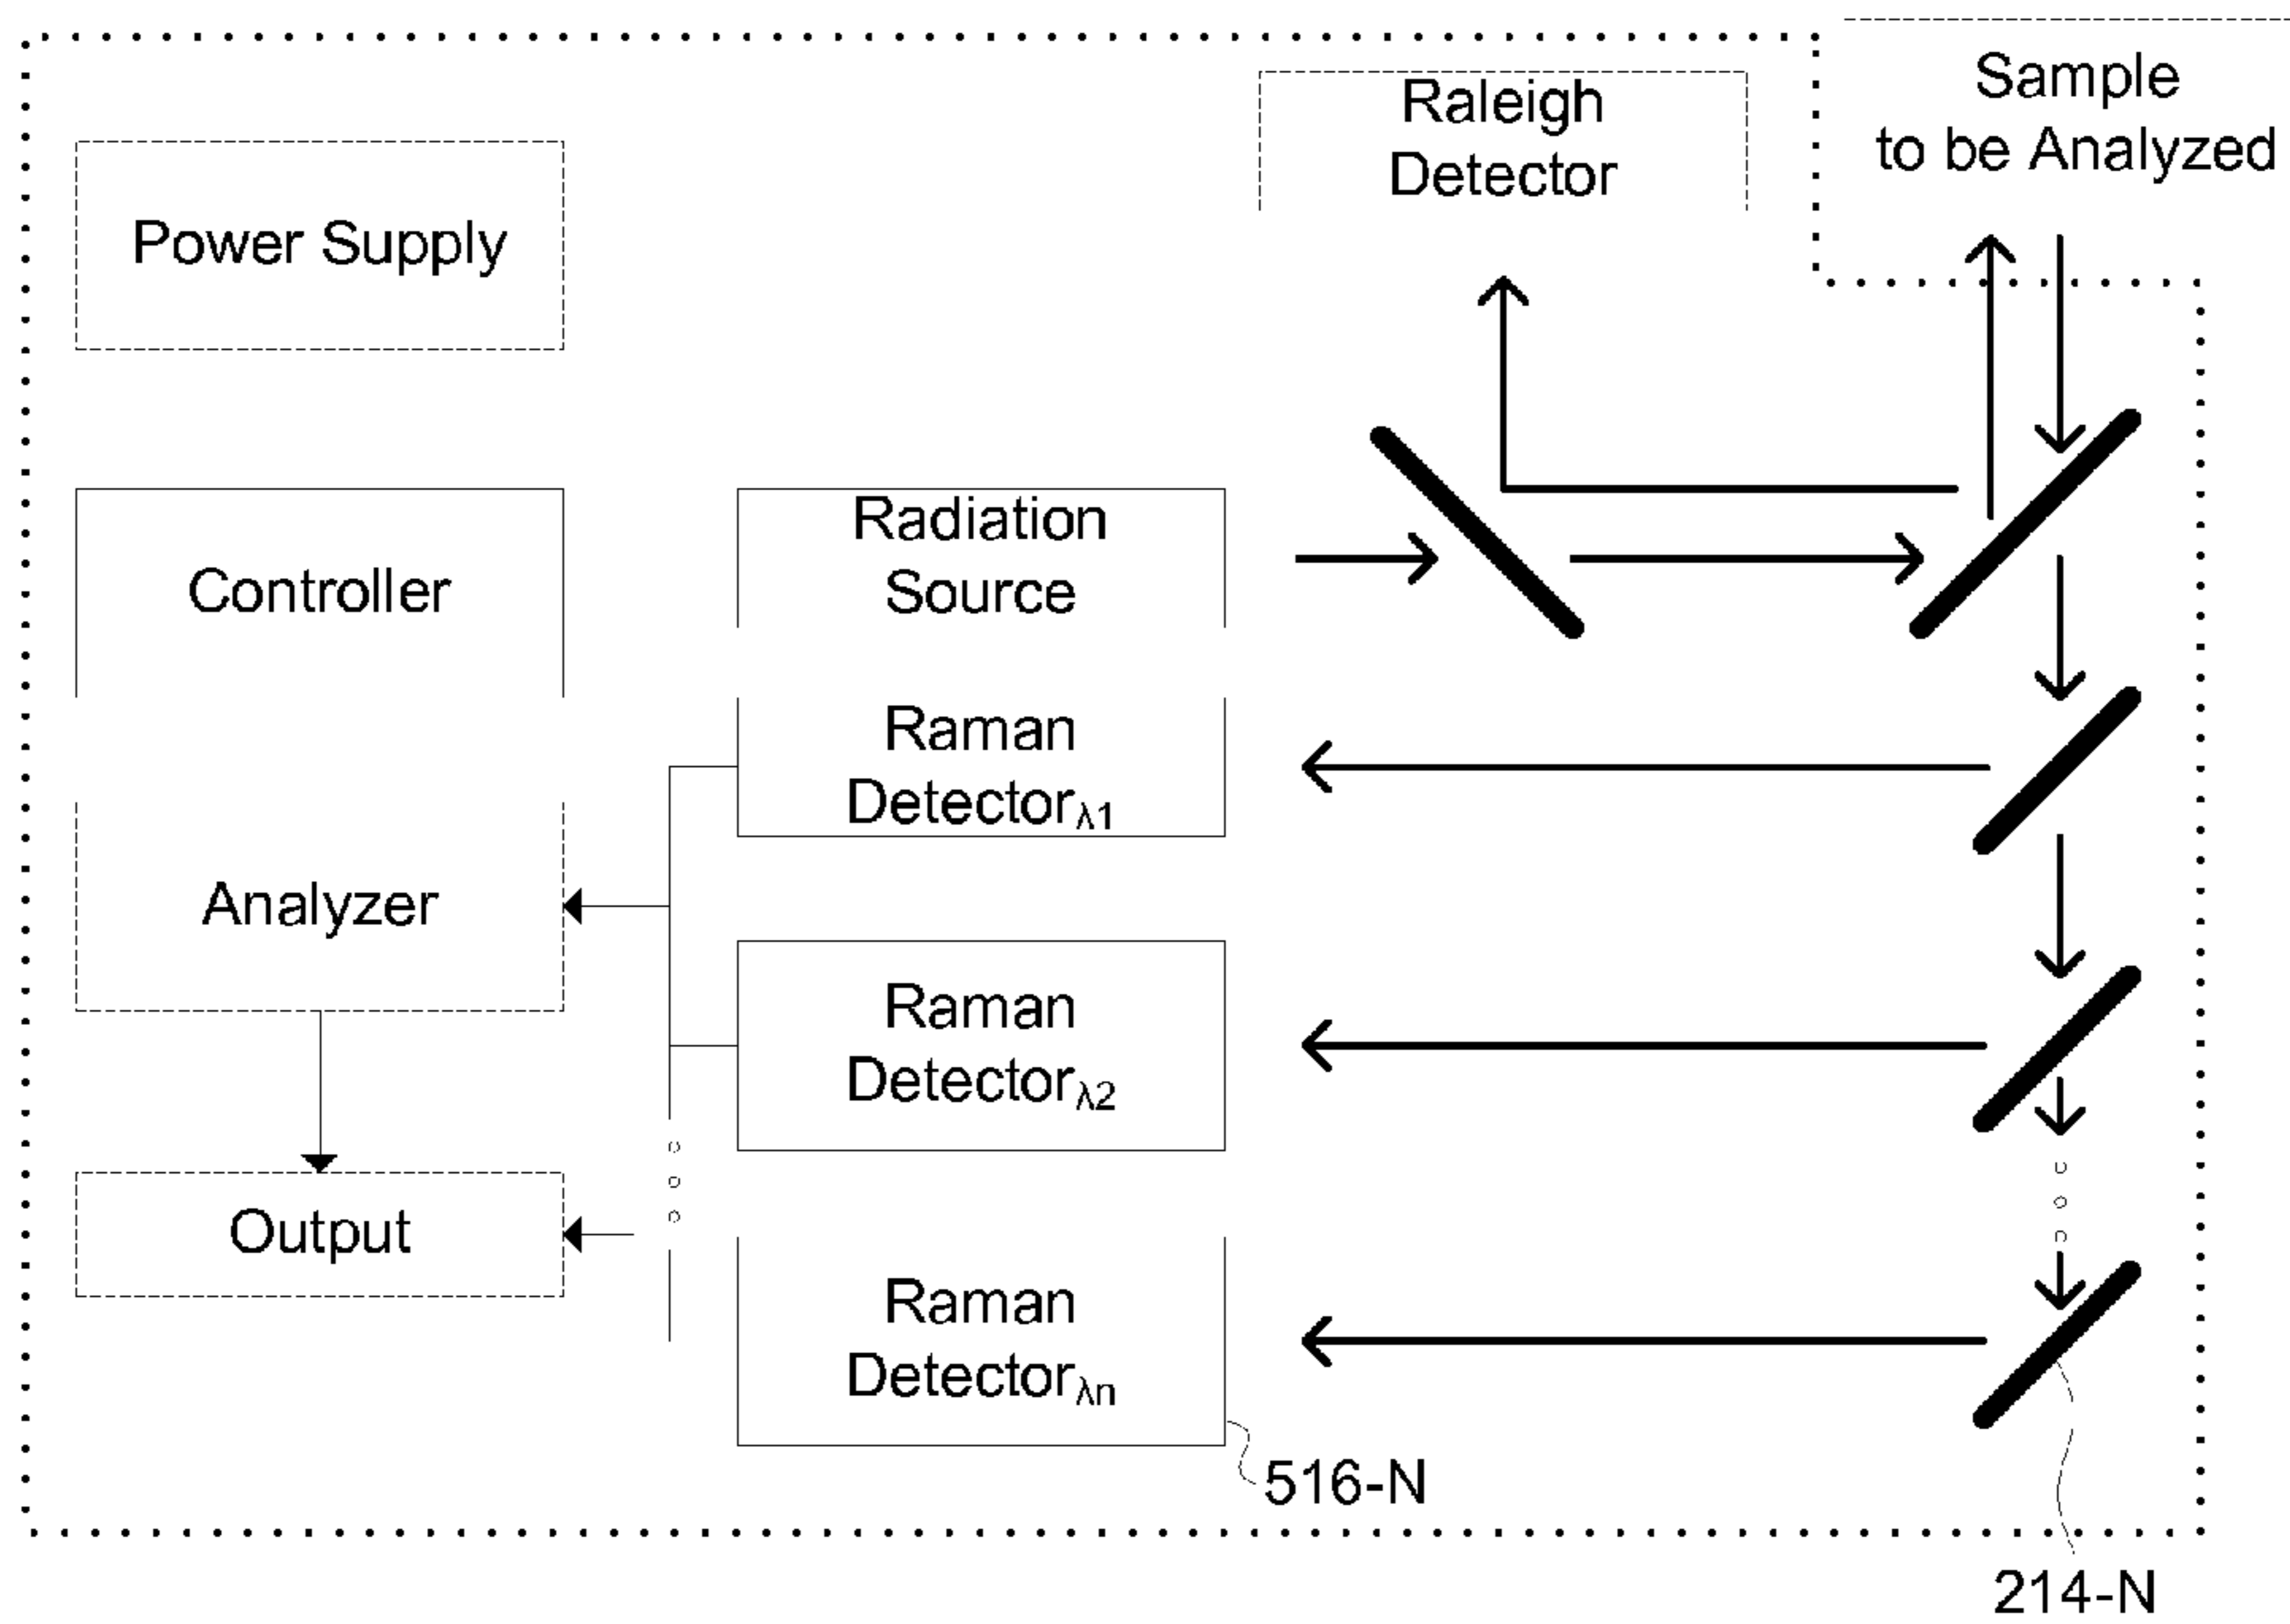 Sample
to be Analyzed
Raleigh
Detector
Power Supply
Radiation
Source
Controller
Raman
Detectorλ1
Analyzer
Raman
Detectorλ2
Output
Raman
Detectorλn
516-N
214-N